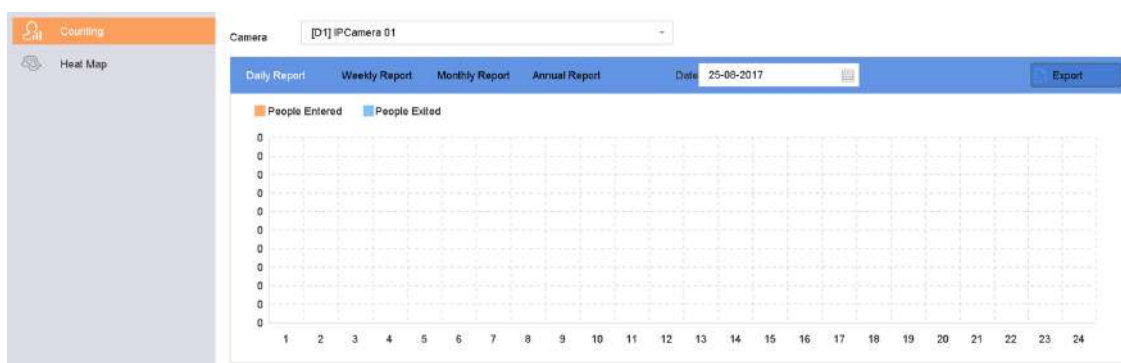 Counting
Heat Map
Camera [D1] IPCamera 01
Daily Report Weekly Report Monthly Report Annual Report Date 25-08-2017 Export
People Entered People Exited
0
0
0
0
0
0
0
0
0
0
0
1 2 3 4 5 6 7 8 9 10 11 12 13 14 15 16 17 18 19 20 21 22 23 24